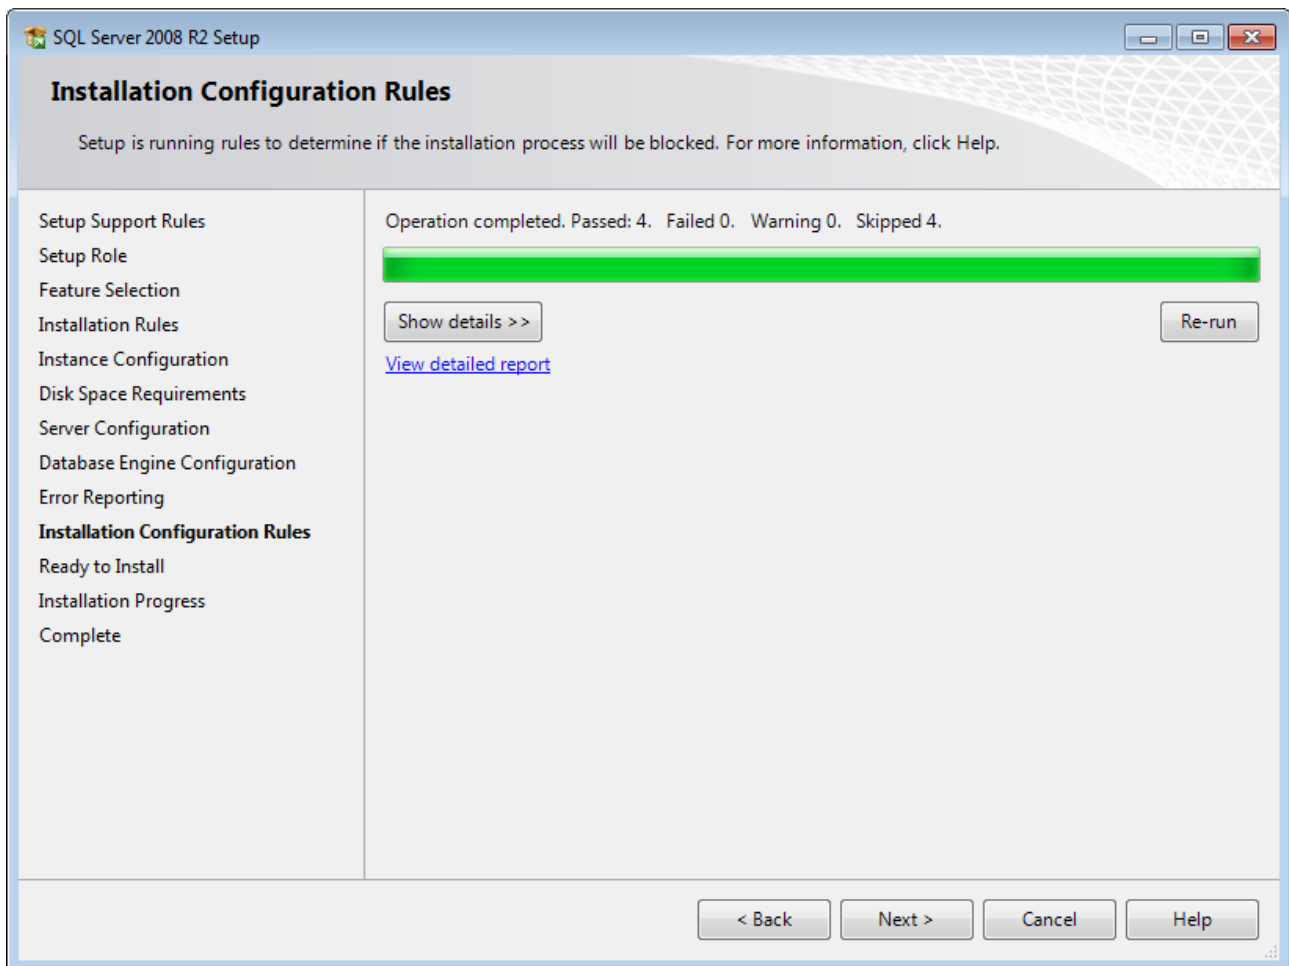 SQL Server 2008 R2 Setup
Installation Configuration Rules
Setup is running rules to determine if the installation process will be blocked. For more information, click Help.
Setup Support Rules
Setup Role
Feature Selection
Installation Rules
Instance Configuration
Disk Space Requirements
Server Configuration
Database Engine Configuration
Error Reporting
Installation Configuration Rules
Ready to Install
Installation Progress
Complete
Operation completed. Passed: 4.   Failed 0.   Warning 0.   Skipped 4.
Show details >>
Re-run
View detailed report
< Back
Next >
Cancel
Help